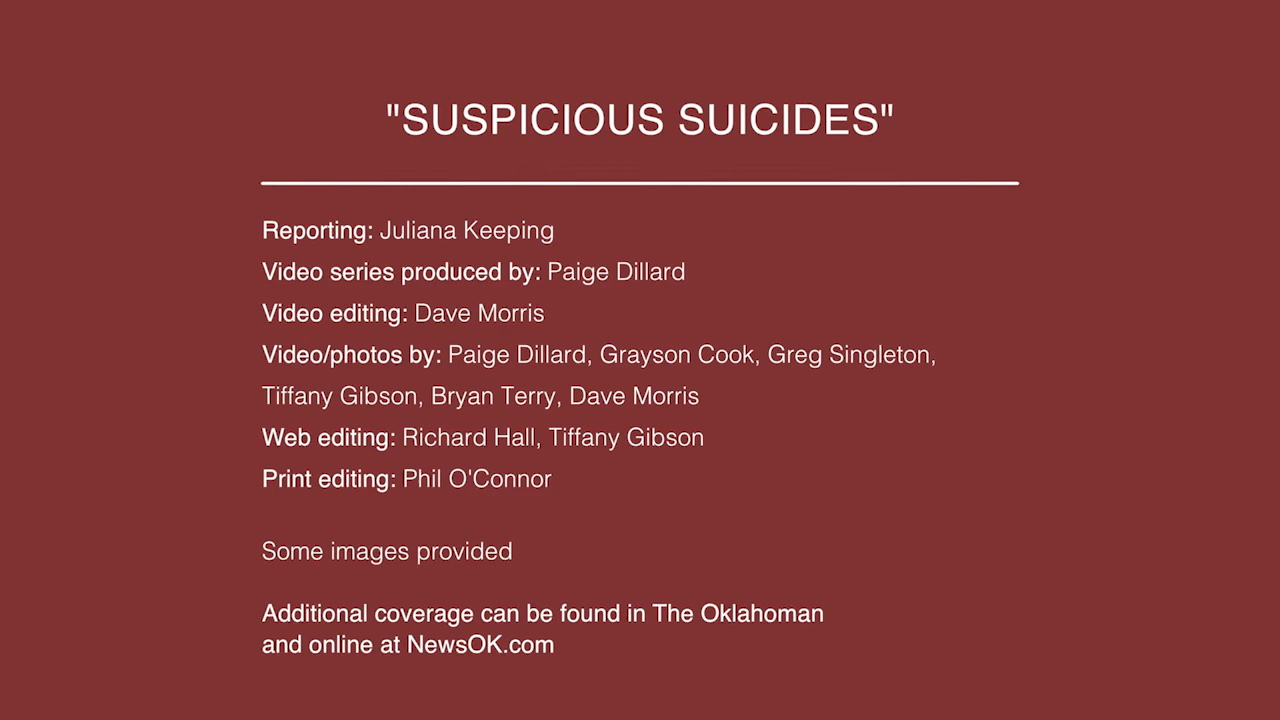 "SUSPICIOUS SUICIDES"
Reporting: Juliana Keeping
Video series produced by: Paige Dillard
Video editing: Dave Morris
Video/photos by: Paige Dillard, Grayson Cook, Greg Singleton,
Tiffany Gibson, Bryan Terry, Dave Morris
Web editing: Richard Hall, Tiffany Gibson
Print editing: Phil O'Connor
Some images provided
Additional coverage can be found in The Oklahoman
and online at NewsOK.com